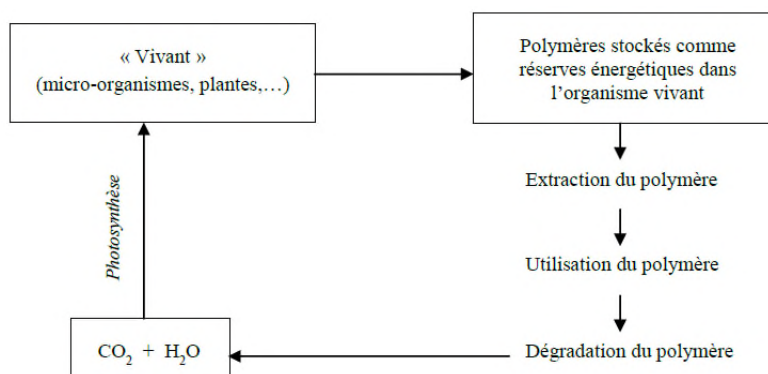 « Vivant »
(micro-organismes, plantes,…)
Polymères stockés comme
réserves énergétiques dans
l’organisme vivant
Extraction du polymère
Utilisation du polymère
Dégradation du polymère
CO₂ + H₂O
Photosynthèse